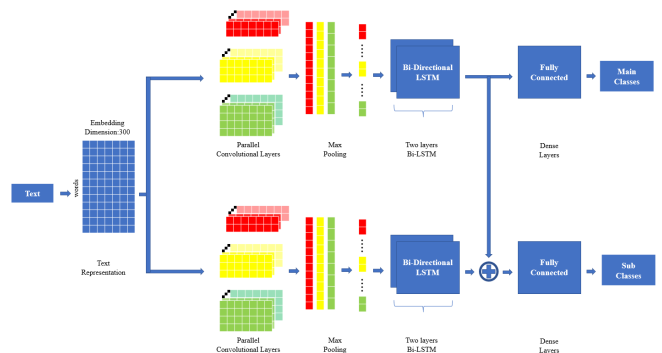 Bi-Directional
LSTM
Fully
Connected
Main
Classes
Embedding
Dimension:300
Parallel
Convolutional Layers
Max
Pooling
Two layers
Bi-LSTM
Dense
Layers
Text
words
Text
Representation
Bi-Directional
LSTM
Fully
Connected
Sub
Classes
Parallel
Convolutional Layers
Max
Pooling
Two layers
Bi-LSTM
Dense
Layers